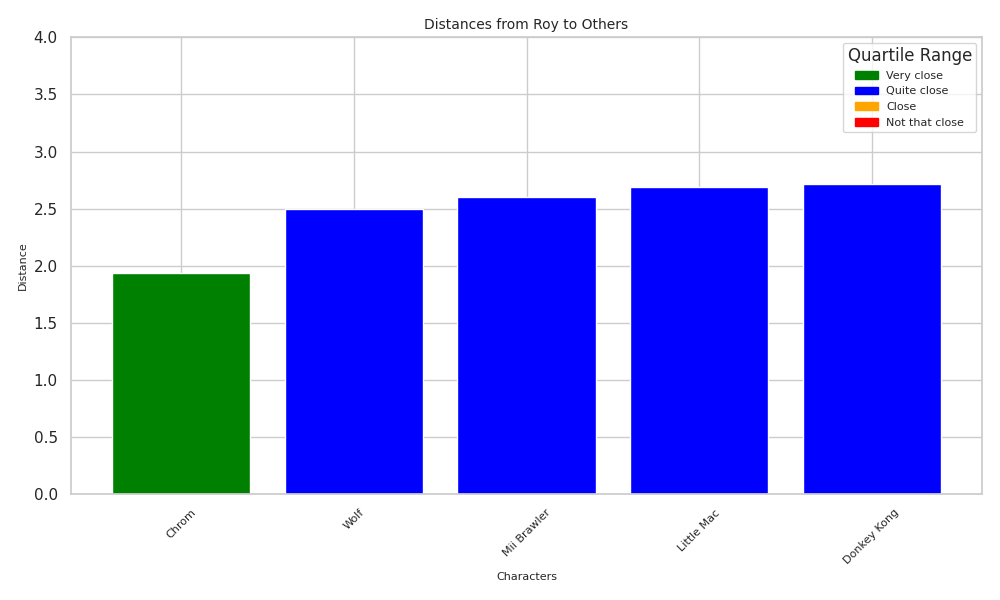 Distances from Roy to Others
Quartile Range
Very close
Quite close
Close
Not that close
4.0
3.5
3.0
2.5
2.0
1.5
1.0
0.5
0.0
Distance
Chrom
Wolf
Mii Brawler
Little Mac
Donkey Kong
Characters